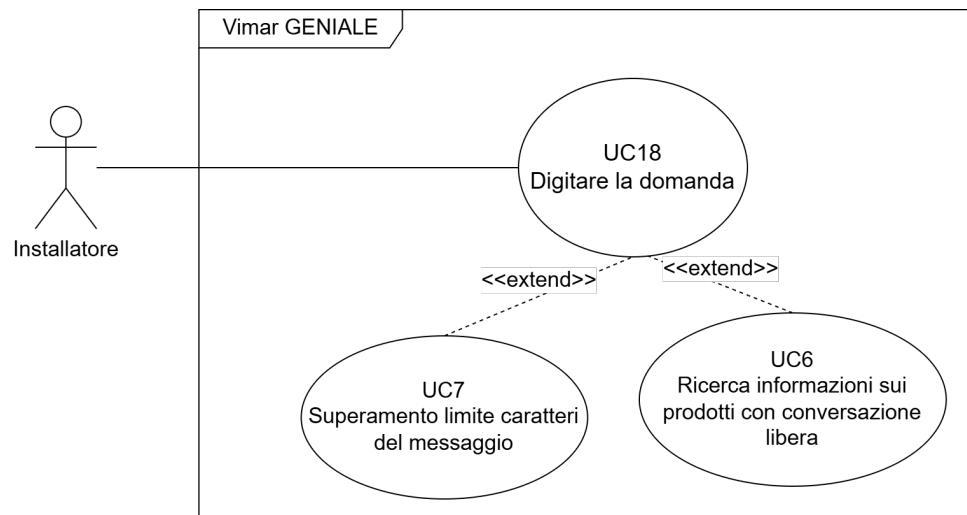 Vimar GENIALE
Installatore
UC18
Digitare la domanda
<<extend>>
<<extend>>
UC7
Superamento limite caratteri
del messaggio
UC6
Ricerca informazioni sui
prodotti con conversazione
libera